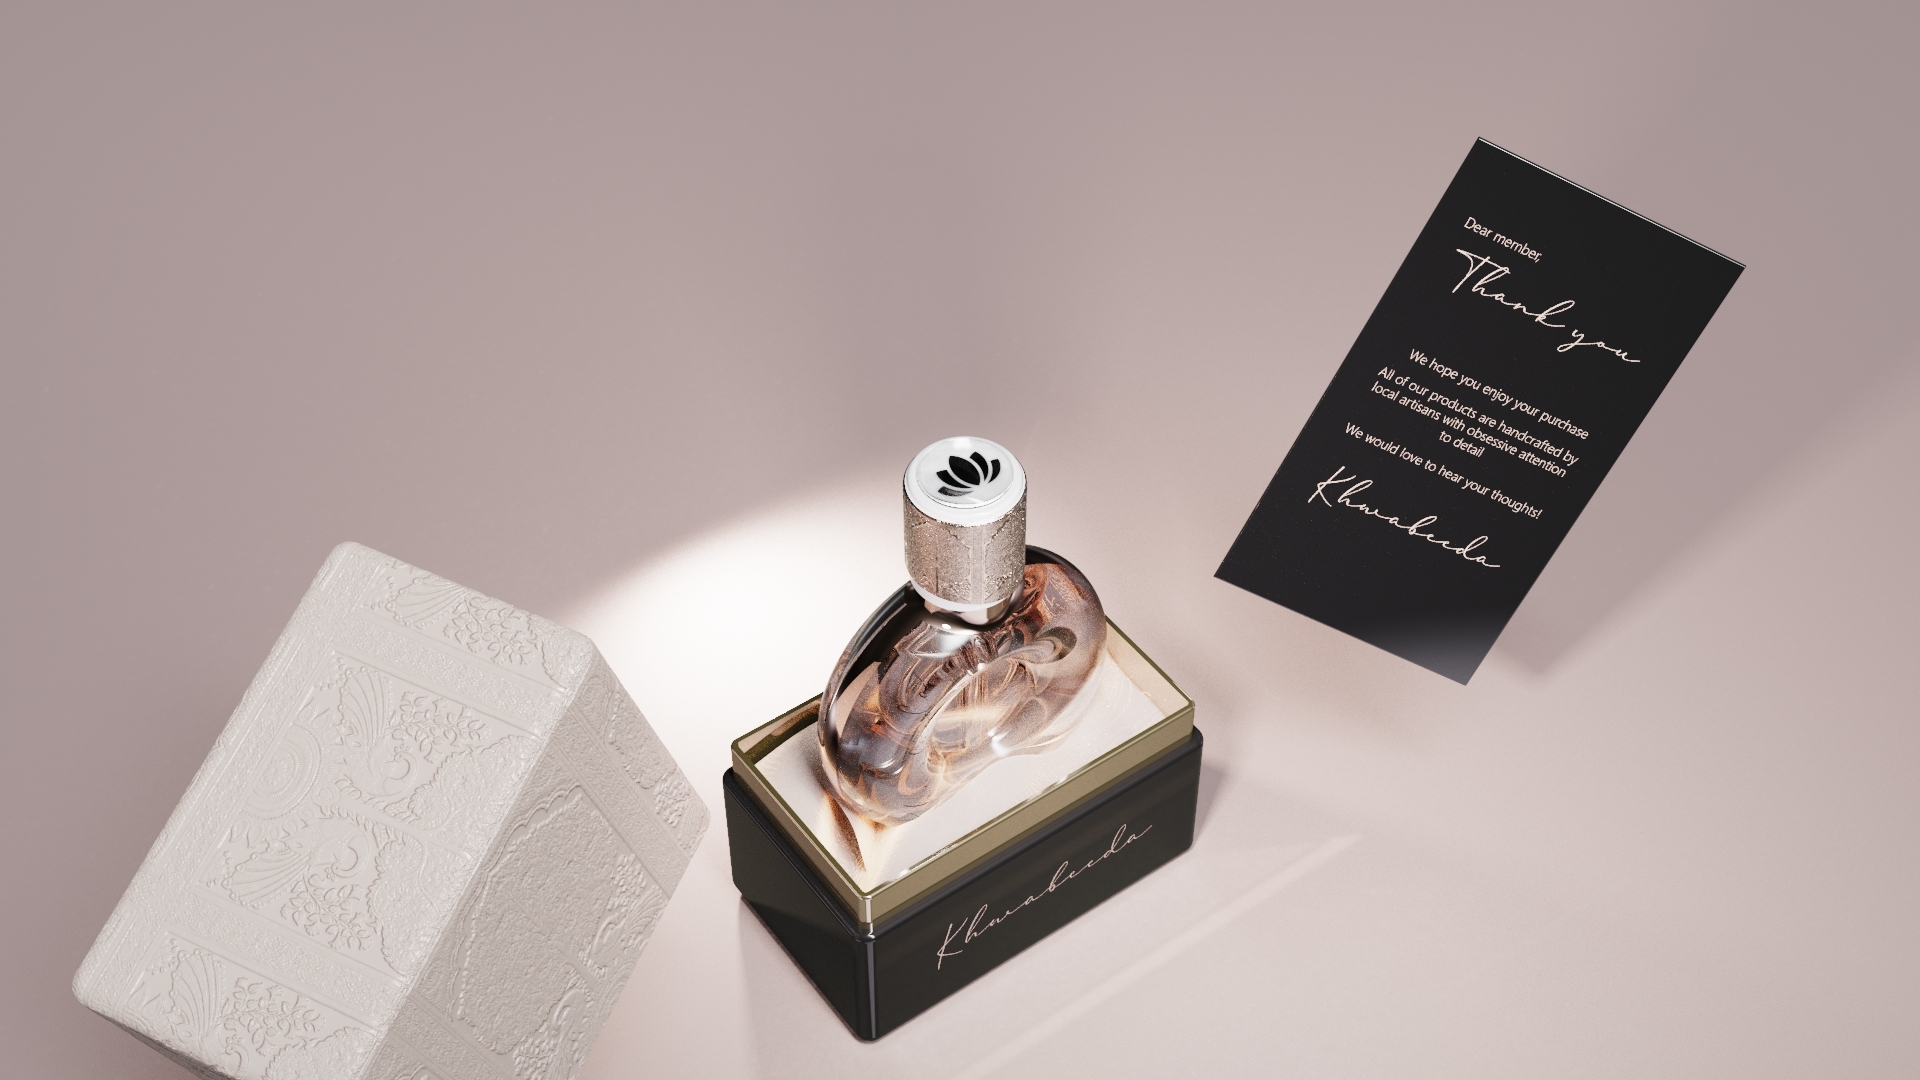 Dear member,
Thank you
We hope you enjoy your purchase
All of our products are handcrafted by
local artisans with obsessive attention
to detail
We would love to hear your thoughts!
Khwabeeda
Khwabeeda